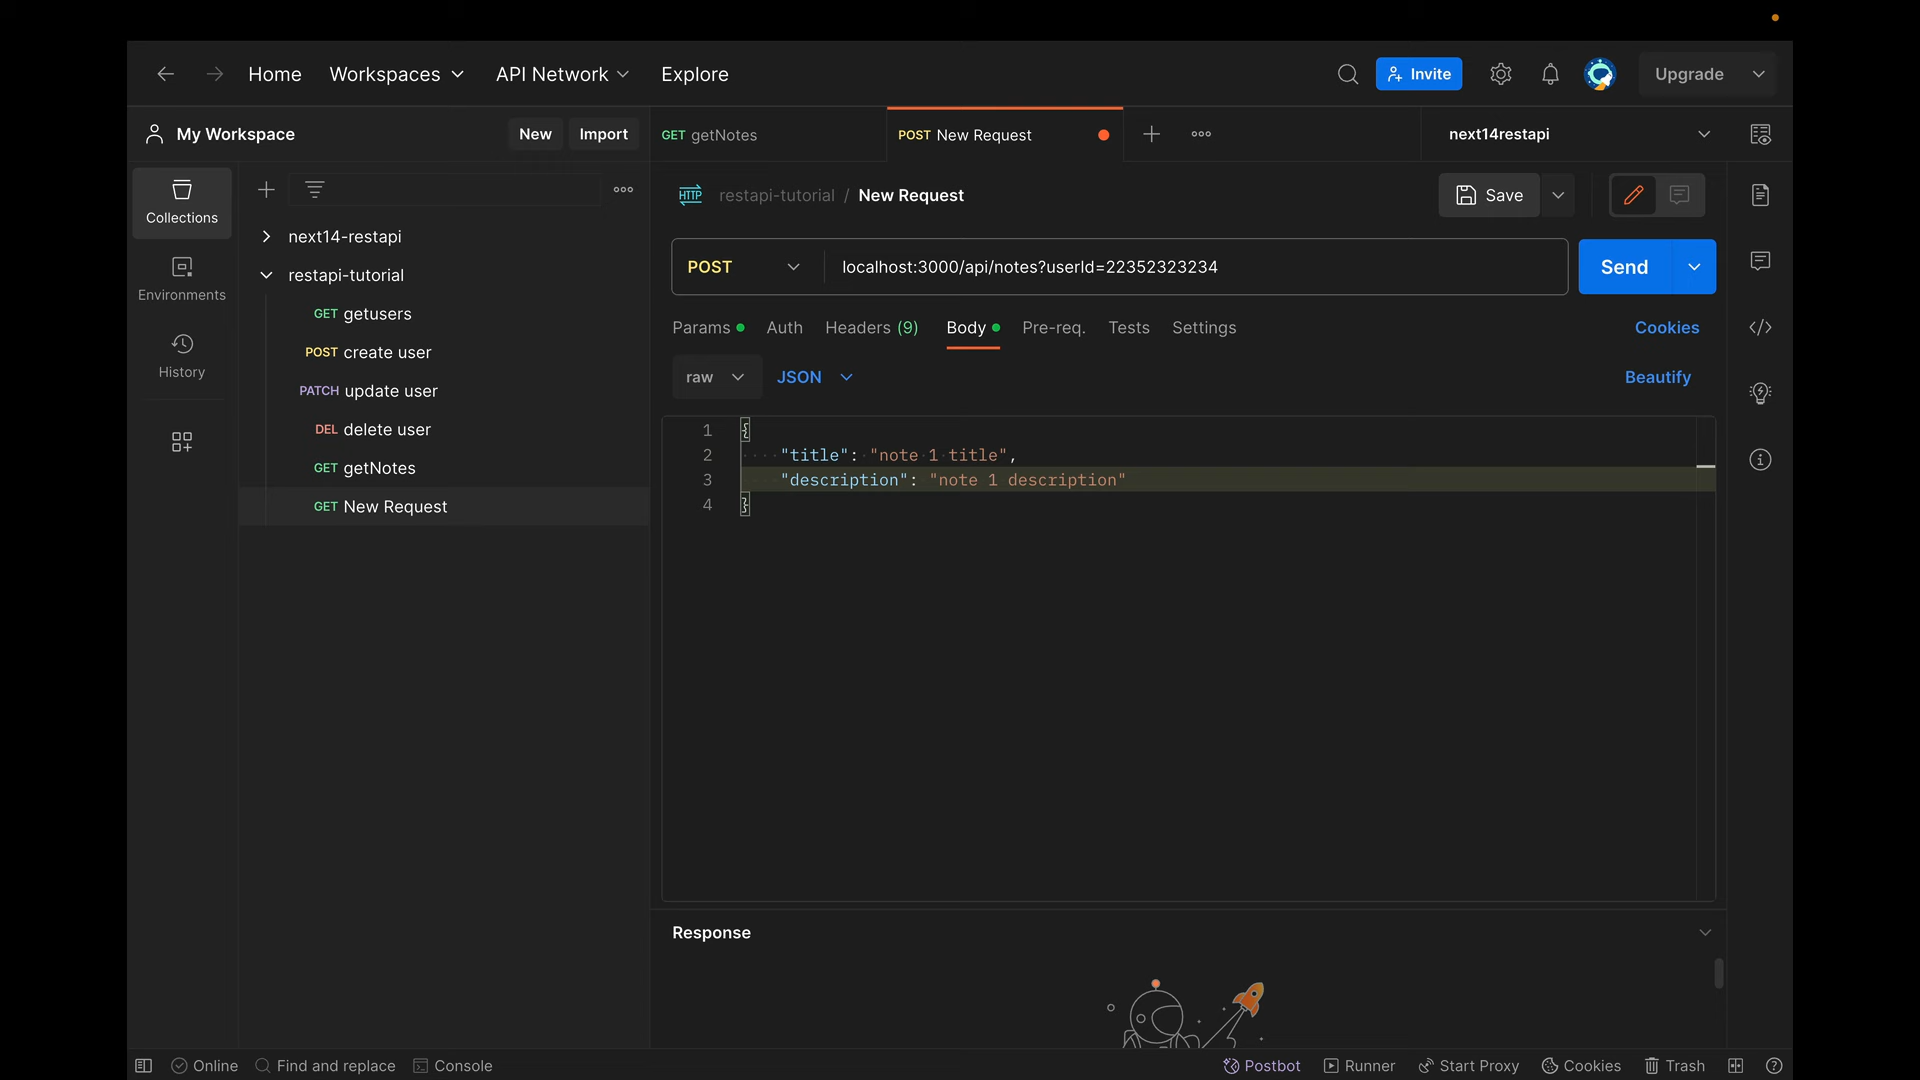 Home
Workspaces
API Network
Explore
Invite
Upgrade
My Workspace
New
Import
GET getNotes
POST New Request
next14restapi
Collections
Environments
History
next14-restapi
restapi-tutorial
GET getusers
POST create user
PATCH update user
DEL delete user
GET getNotes
GET New Request
HTTP restapi-tutorial / New Request
Save
POST
localhost:3000/api/notes?userId=22352323234
Send
Params
Auth
Headers (9)
Body
Pre-req.
Tests
Settings
Cookies
raw
JSON
Beautify
1 {
2 "title": "note 1 title",
3 "description": "note 1 description"
4 }
Response
Online
Find and replace
Console
Postbot
Runner
Start Proxy
Cookies
Trash